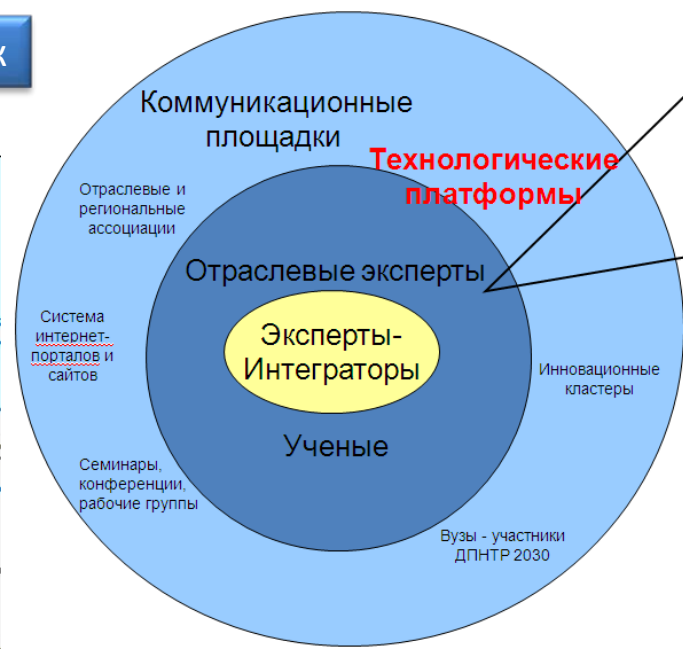 х
Коммуникационные
площадки
Технологические
платформы
Отраслевые и
региональные
ассоциации
Отраслевые эксперты
Система
интернет-
порталов и
сайтов
Эксперты-
Интеграторы
Инновационные
кластеры
Ученые
Семинары,
конференции,
рабочие группы
Вузы - участники
ДПНТР 2030